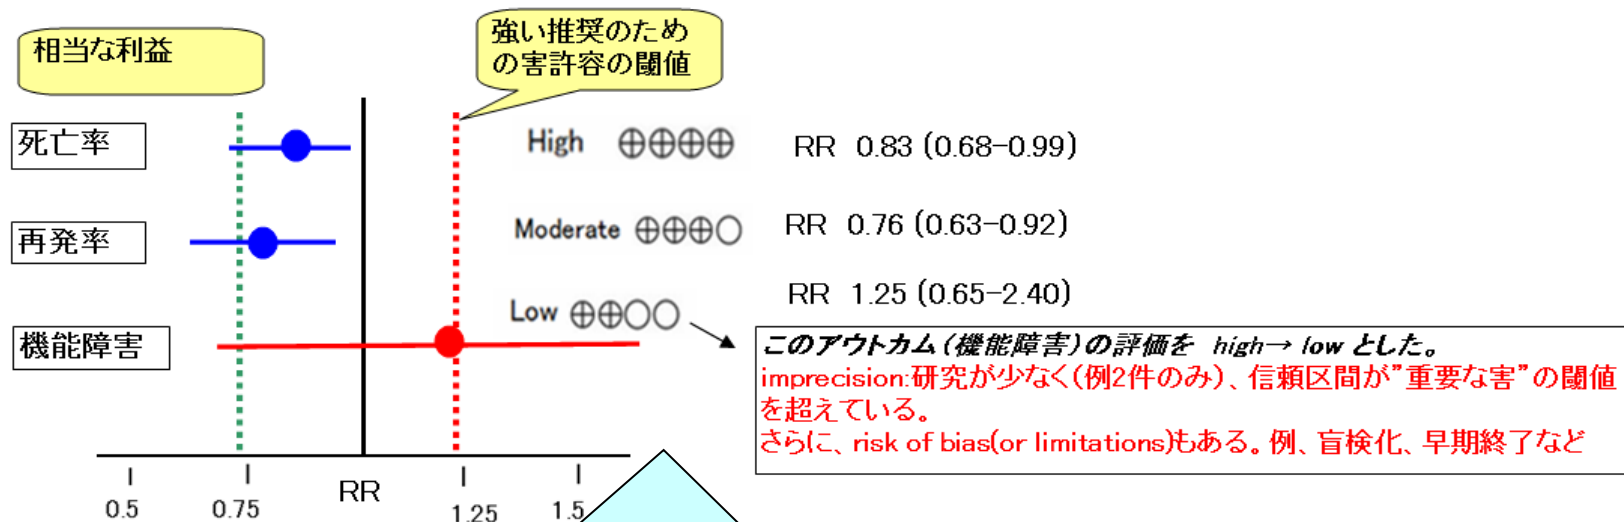 相当な利益
強い推奨のため
の害許容の閾値
死亡率
High ⊕⊕⊕⊕
RR 0.83 (0.68-0.99)
再発率
Moderate ⊕⊕⊕○
RR 0.76 (0.63-0.92)
機能障害
Low ⊕⊕○○
RR 1.25 (0.65-2.40)
このアウトカム(機能障害)の評価を high→ low とした。
imprecision:研究が少なく(例2件のみ)、信頼区間が"重要な害"の閾値
を超えている。
さらに、risk of bias(or limitations)もある。例、盲検化、早期終了など
0.5
0.75
RR
1.25
1.5